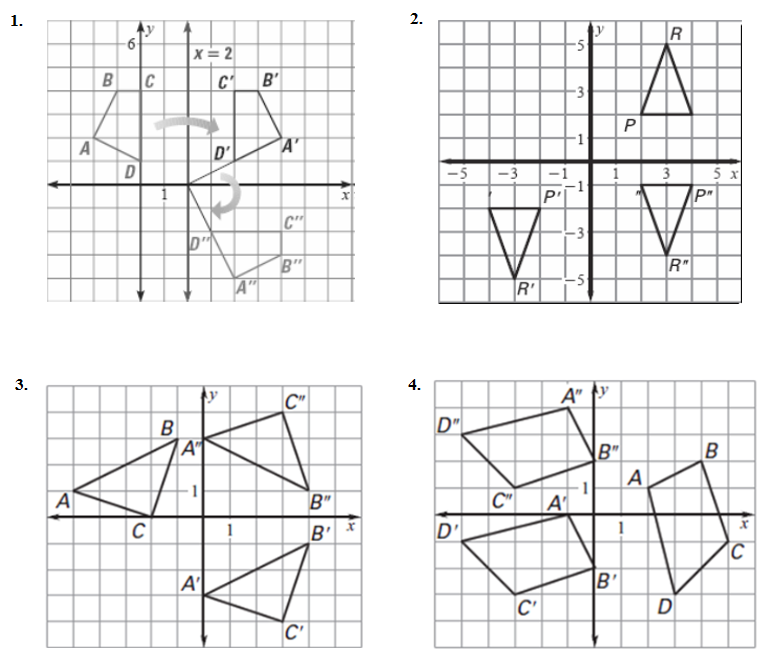 1.
y
6
x = 2
B
C
C'
B'
A
D'
A'
D
1
x
C"
D"
B"
A"
2.
y
5
R
3
P
1
-5
-3
-1
1
3
5
x
-1
P'
'
"
P"
-3
R"
-5
R'
3.
y
C"
B
A"
1
A
B"
C
1
B'
x
A'
C'
4.
A"
y
D"
B"
B
A
1
C"
A'
1
x
D'
C
B'
C'
D